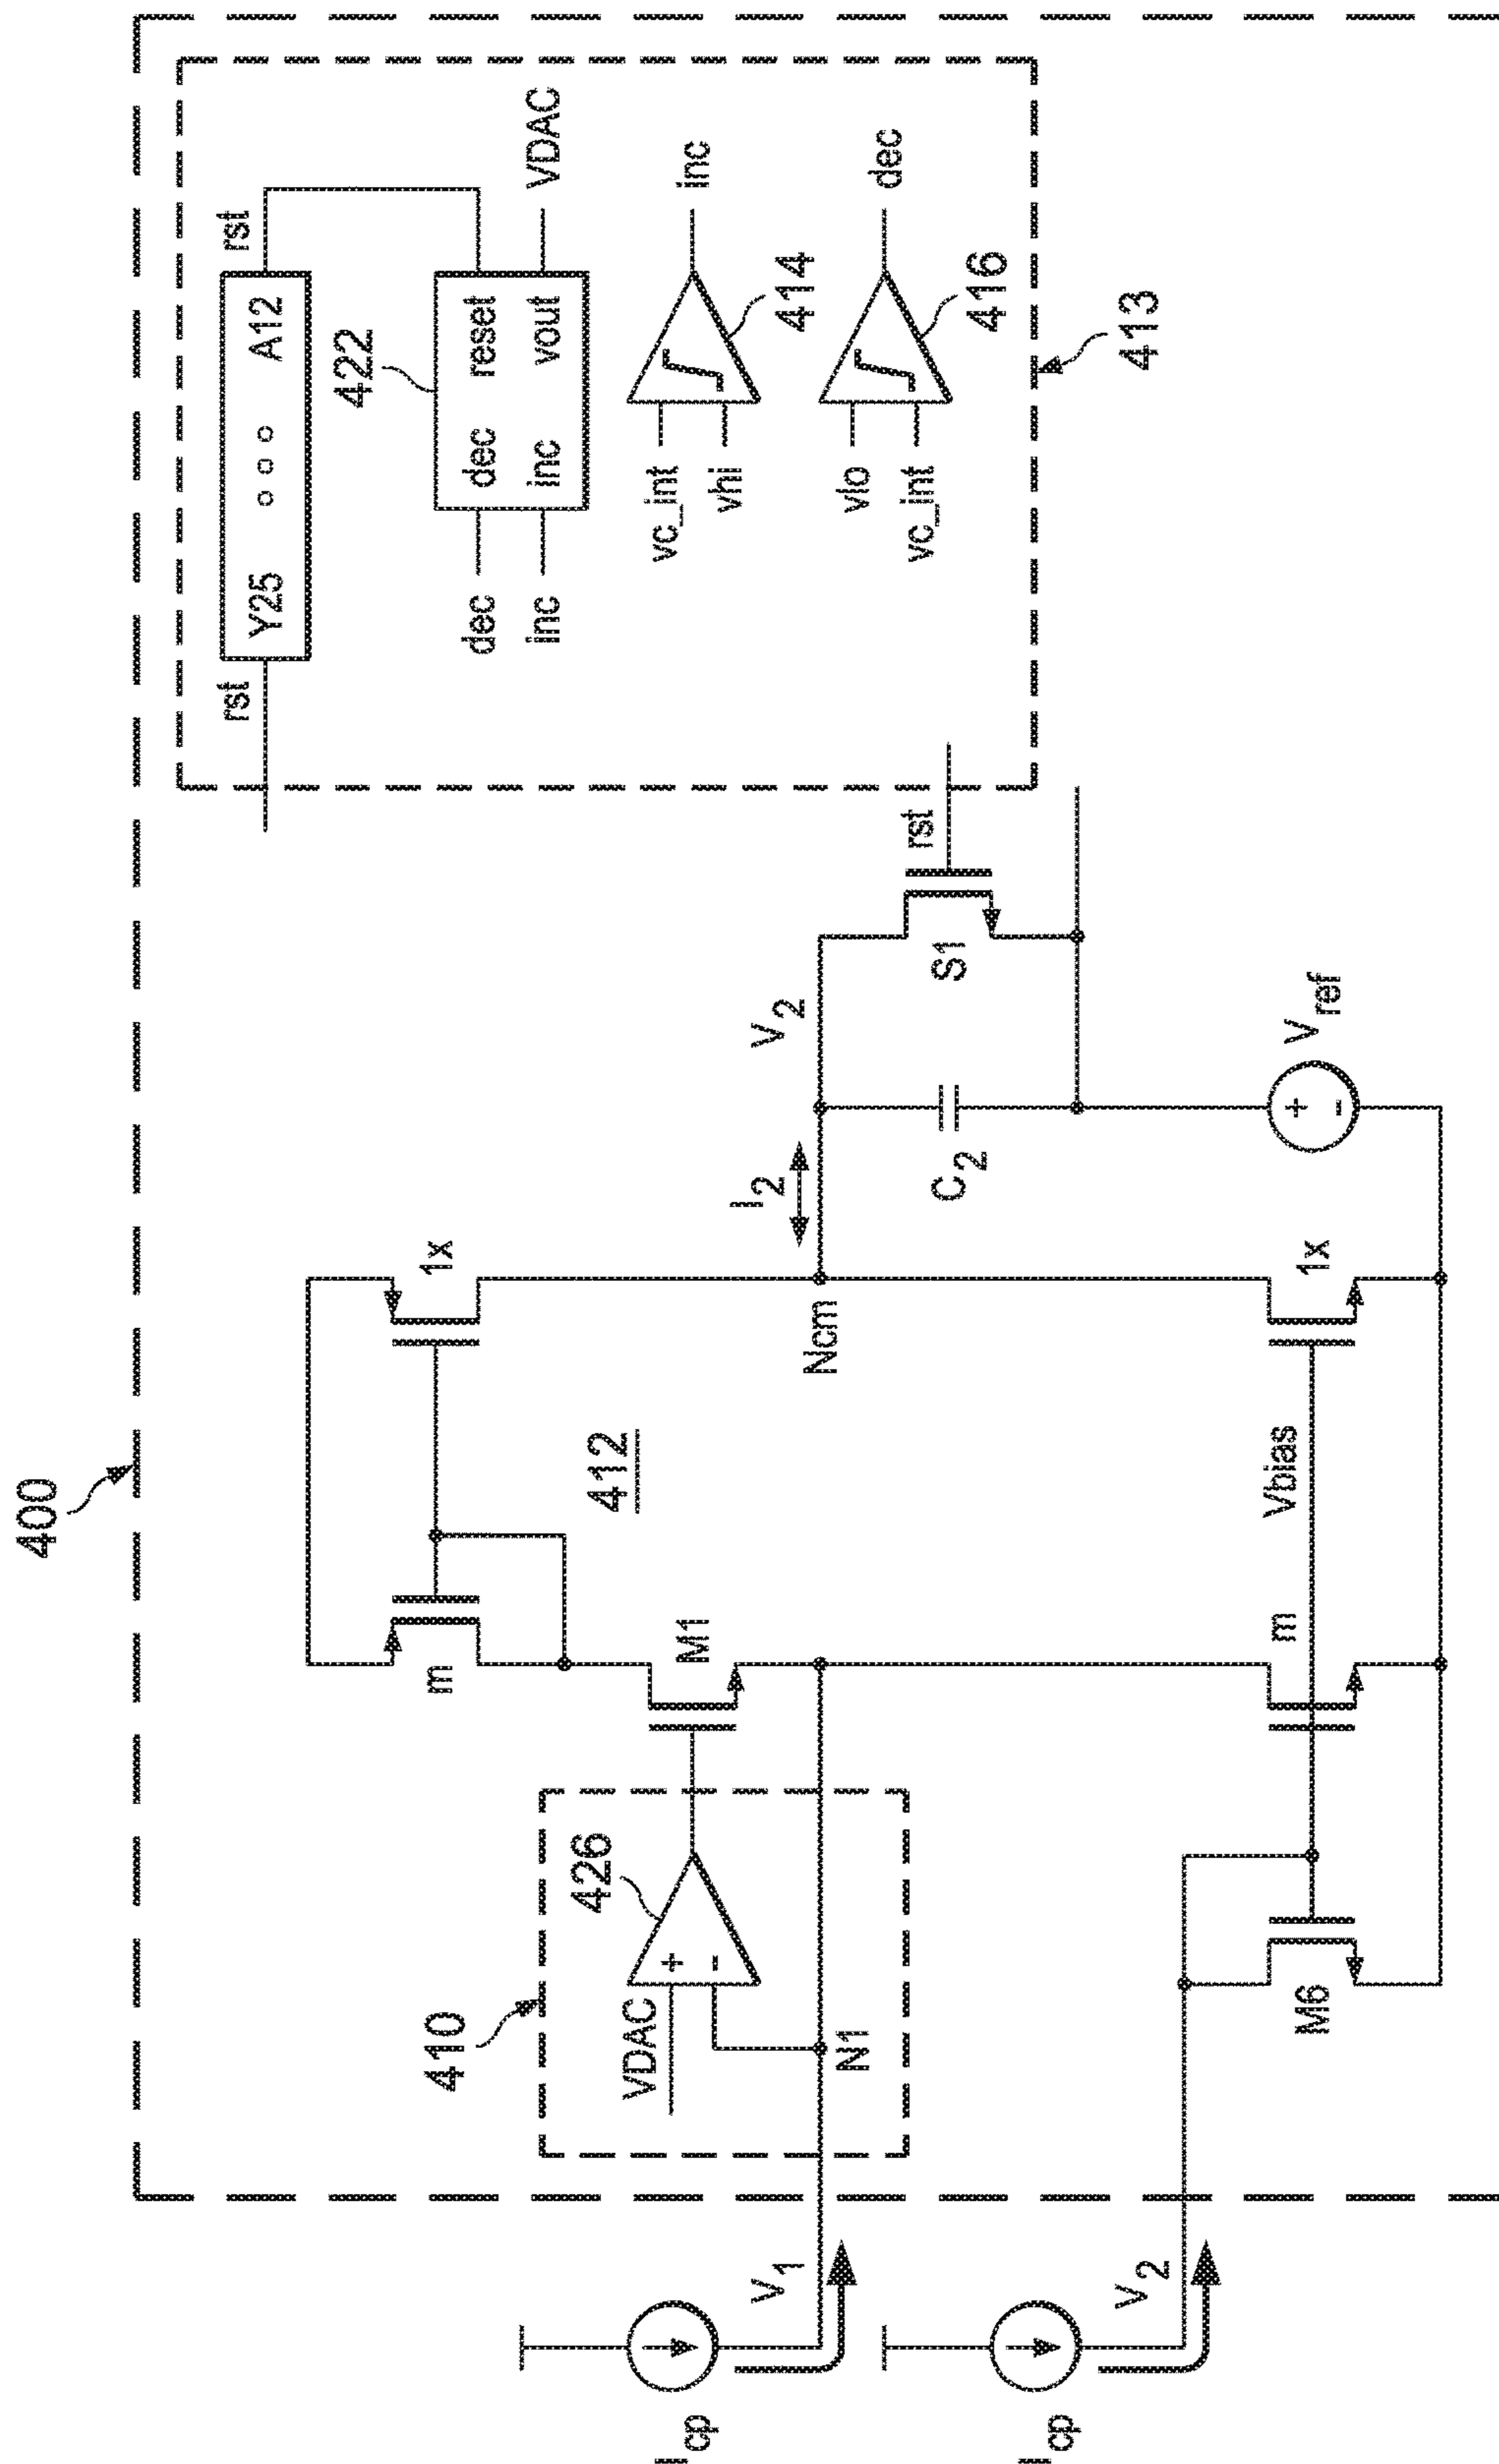 400
rst
Y25 ○ ○ ○ A12
rst
422
dec
dec reset
inc
inc vout
VDAC
vc_int
vhi
414
inc
vlo
vc_int
416
dec
413
m
1x
412
M1
410
426
VDAC
+
-
N1
Ncm
I2
V2
C2
S1
rst
Icp
V1
Icp
V2
M6
m
Vbias
1x
+
-
Vref